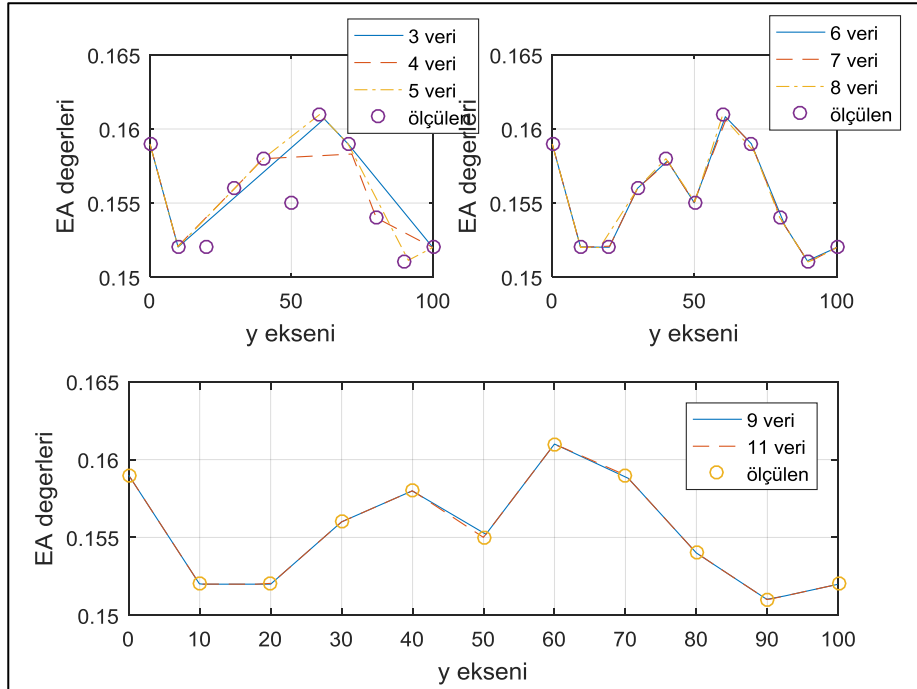 0.165
0.16
0.155
0.15
EA degerleri
0
50
100
y ekseni
3 veri
4 veri
5 veri
ölçülen
0.165
0.16
0.155
0.15
EA degerleri
0
50
100
y ekseni
6 veri
7 veri
8 veri
ölçülen
0.165
0.16
0.155
0.15
EA degerleri
0
10
20
30
40
50
60
70
80
90
100
y ekseni
9 veri
11 veri
ölçülen